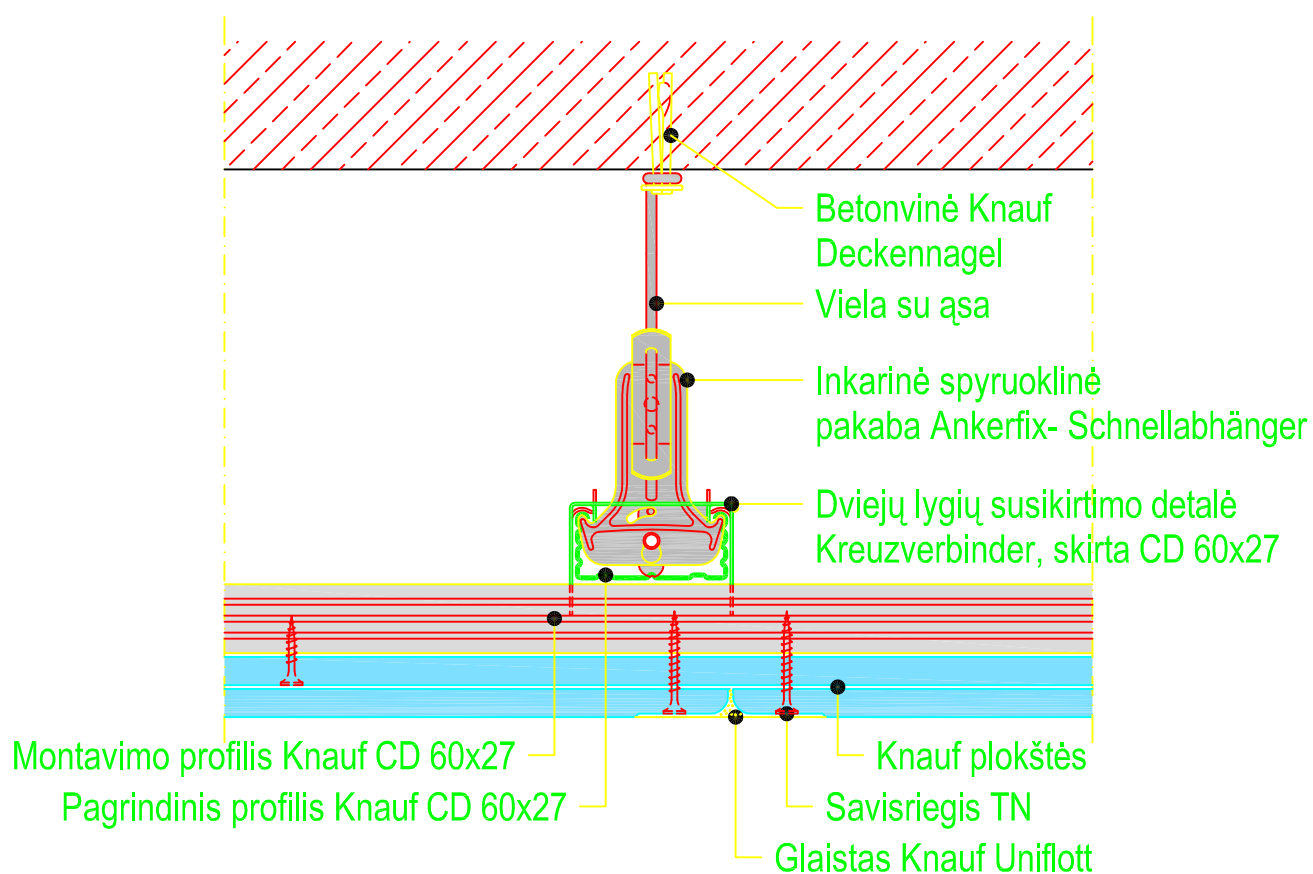 Betonvinė Knauf
Deckennagel
Viela su ąsa
Inkarinė spyruoklinė
pakaba Ankerfix- Schnellabhänger
Dviejų lygių susikirtimo detalė
Kreuzverbinder, skirta CD 60x27
Montavimo profilis Knauf CD 60x27
Knauf plokštės
Pagrindinis profilis Knauf CD 60x27
Savisriegis TN
Glaistas Knauf Uniflott